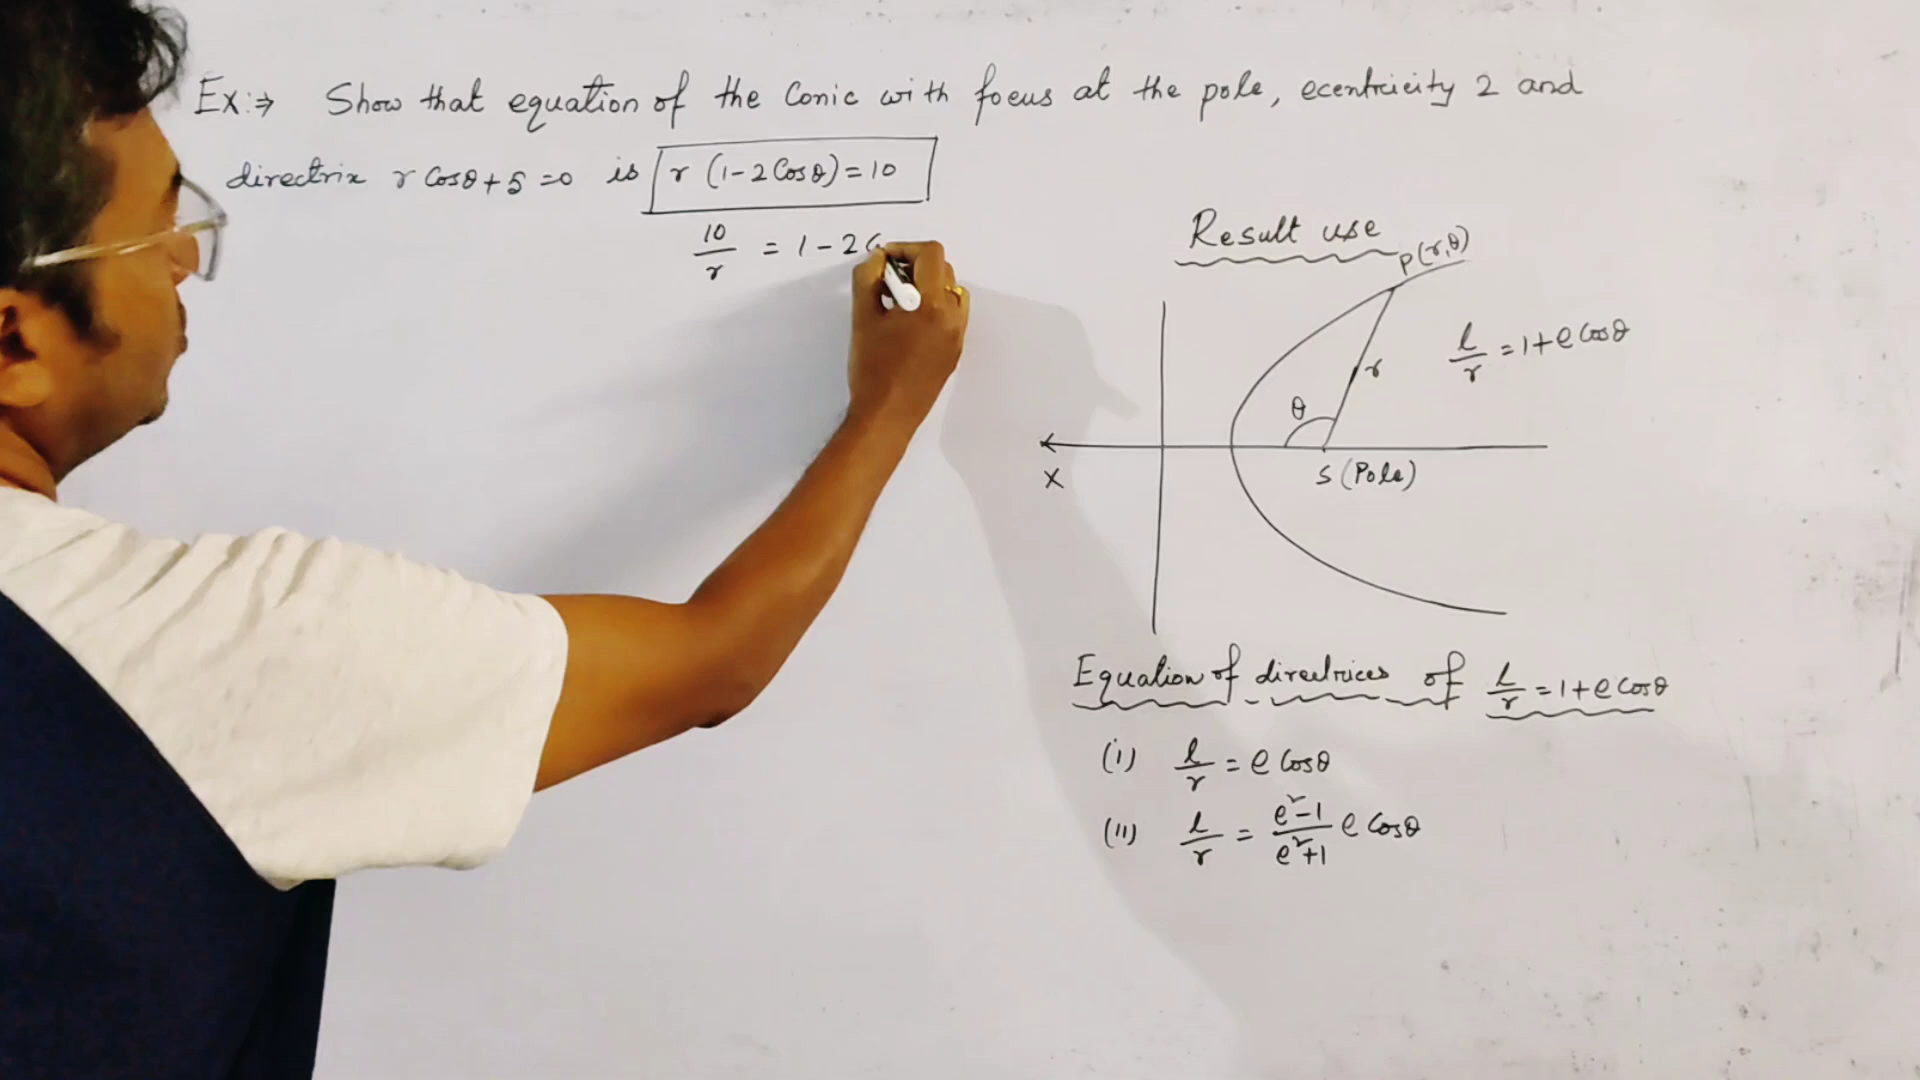 Ex:⇒ Show that equation of the Conic with focus at the pole, ecentricity 2 and
directrix r Cosθ + 5 = 0 is r (1-2Cosθ) = 10
10/r = 1 - 2
Result use
P(r,θ)
l/r = 1+e Cosθ
r
θ
X
S (Pole)
Equation of directrices of l/r = 1+e Cosθ
(i) l/r = e Cosθ
(ii) l/r = (e²-1)/(e²+1) e Cosθ